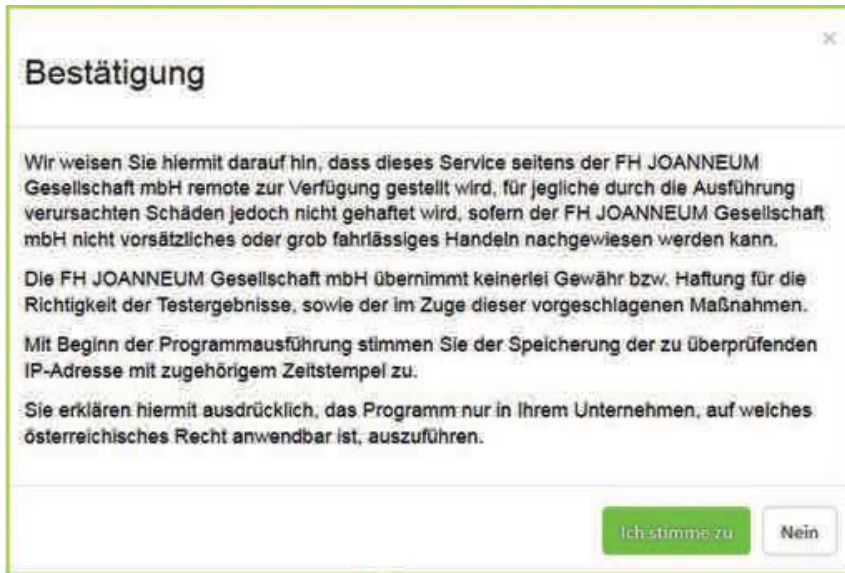 Bestätigung
Wir weisen Sie hiermit darauf hin, dass dieses Service seitens der FH JOANNEUM
Gesellschaft mbH remote zur Verfügung gestellt wird, für jegliche durch die Ausführung
verursachten Schäden jedoch nicht gehaftet wird, sofern der FH JOANNEUM Gesellschaft
mbH nicht vorsätzliches oder grob fahrlässiges Handeln nachgewiesen werden kann.
Die FH JOANNEUM Gesellschaft mbH übernimmt keinerlei Gewähr bzw. Haftung für die
Richtigkeit der Testergebnisse, sowie der im Zuge dieser vorgeschlagenen Maßnahmen.
Mit Beginn der Programmausführung stimmen Sie der Speicherung der zu überprüfenden
IP-Adresse mit zugehörigem Zeitstempel zu.
Sie erklären hiermit ausdrücklich, das Programm nur in Ihrem Unternehmen, auf welches
österreichisches Recht anwendbar ist, auszuführen.
Ich stimme zu Nein